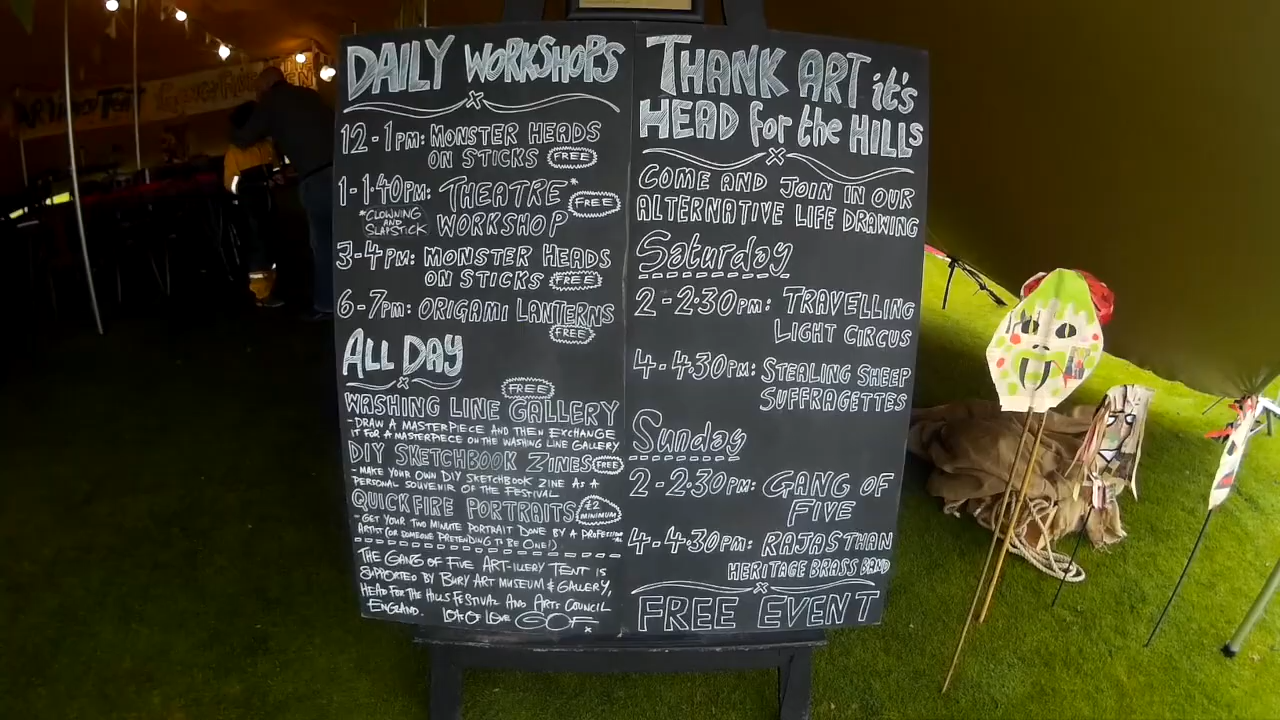 DAILY WORKSHOPS
12-1PM: MONSTER HEADS
ON STICKS FREE
1-1.40PM: THEATRE*
WORKSHOP FREE
*CLOWNING
AND
SLAPSTICK
3-4PM: MONSTER HEADS
ON STICKS FREE
6-7PM: ORIGAMI LANTERNS
FREE
ALL DAY
FREE
WASHING LINE GALLERY
- DRAW A MASTERPIECE AND THEN EXCHANGE
IT FOR A MASTERPIECE ON THE WASHING LINE GALLERY
DIY SKETCHBOOK ZINES FREE
- MAKE YOUR OWN DIY SKETCHBOOK ZINE AS A
PERSONAL SOUVENIR OF THE FESTIVAL
QUICKFIRE PORTRAITS £2 MINIMUM
- GET YOUR TWO MINUTE PORTRAIT DONE BY A PROFESSIONAL
ARTIST (OR SOMEONE PRETENDING TO BE ONE!)
THE GANG OF FIVE ART-ILLERY TENT IS
SUPPORTED BY BURY ART MUSEUM & GALLERY,
HEAD FOR THE HILLS FESTIVAL AND ARTS COUNCIL
ENGLAND. LOTS OF LOVE GOF x
THANK ART it's
HEAD for the HILLS
COME AND JOIN IN OUR
ALTERNATIVE LIFE DRAWING
Saturday
2-2.30PM: TRAVELLING
LIGHT CIRCUS
4-4.30PM: STEALING SHEEP
SUFFRAGETTES
Sunday
2-2.30PM: GANG OF
FIVE
4-4.30PM: RAJASTHAN
HERITAGE BRASS BAND
FREE EVENT